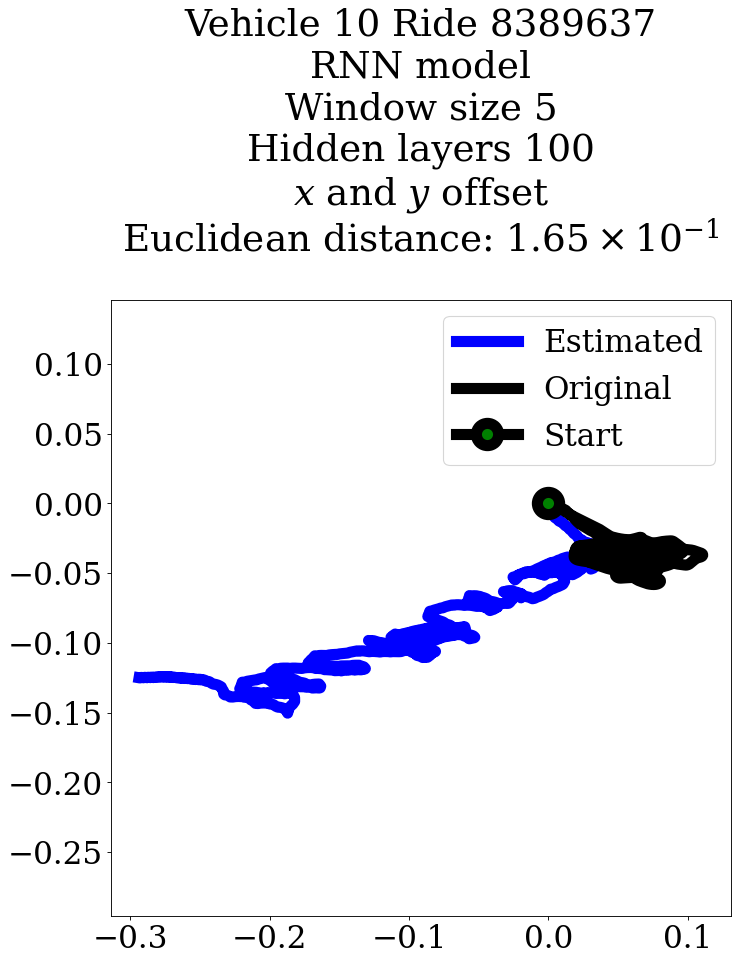 Vehicle 10 Ride 8389637
RNN model
Window size 5
Hidden layers 100
x and y offset
Euclidean distance: 1.65 × 10⁻¹
Estimated
Original
Start
0.10
0.05
0.00
−0.05
−0.10
−0.15
−0.20
−0.25
−0.3 −0.2 −0.1 0.0 0.1